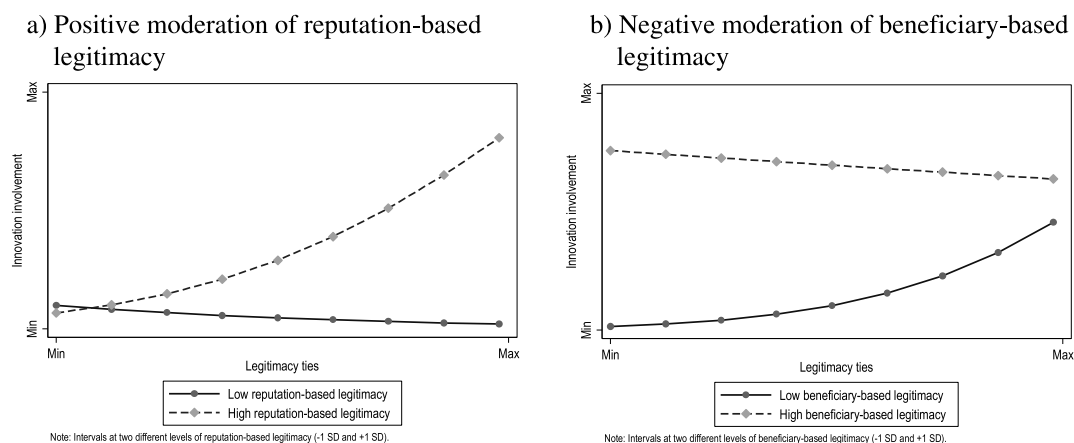 a) Positive moderation of reputation-based
legitimacy
Max
Innovation involvement
Min
Min
Max
Legitimacy ties
Low reputation-based legitimacy
High reputation-based legitimacy
Note: Intervals at two different levels of reputation-based legitimacy (-1 SD and +1 SD).
b) Negative moderation of beneficiary-based
legitimacy
Max
Innovation involvement
Min
Min
Max
Legitimacy ties
Low beneficiary-based legitimacy
High beneficiary-based legitimacy
Note: Intervals at two different levels of beneficiary-based legitimacy (-1 SD and +1 SD).